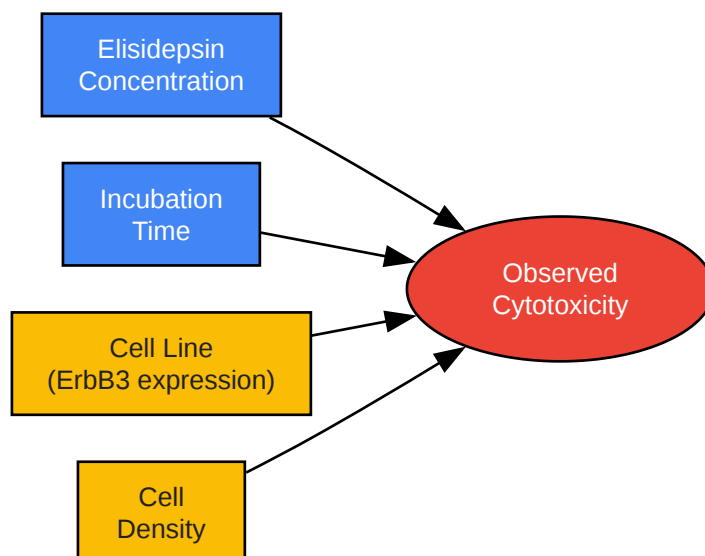 Elisidepsin
Concentration
Incubation
Time
Observed
Cytotoxicity
Cell Line
(ErbB3 expression)
Cell
Density